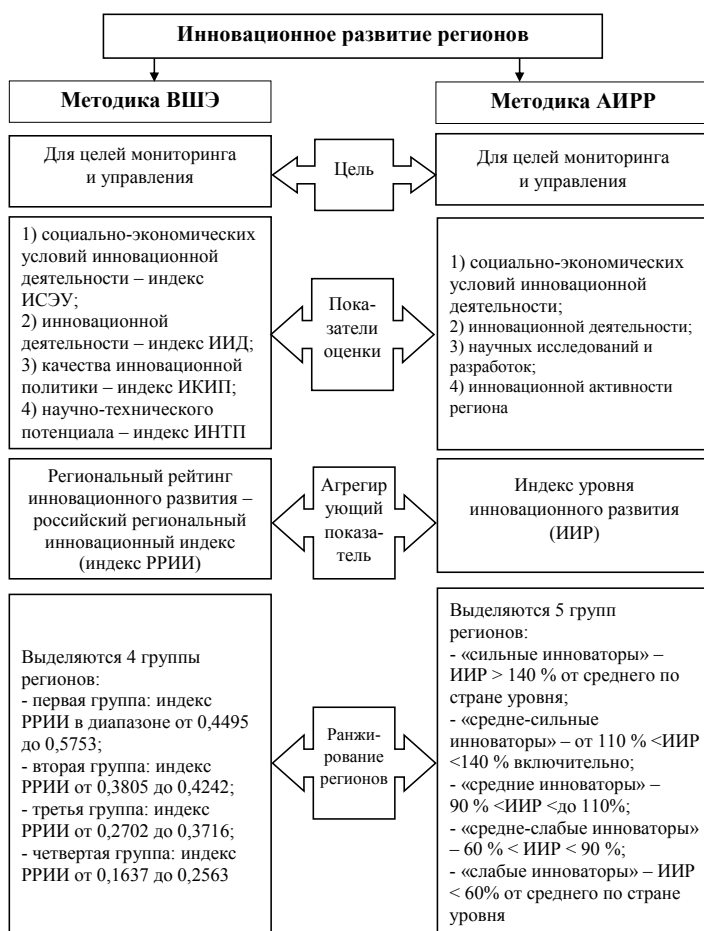 Инновационное развитие регионов
Методика ВШЭ
Методика АИРР
Для целей мониторинга
и управления
Цель
Для целей мониторинга
и управления
1) социально-экономических
условий инновационной
деятельности – индекс
ИСЭУ;
2) инновационной
деятельности – индекс ИИД;
3) качества инновационной
политики – индекс ИКИП;
4) научно-технического
потенциала – индекс ИНТП
Пока-
затели
оценки
1) социально-экономических
условий инновационной
деятельности;
2) инновационной деятельности;
3) научных исследований и
разработок;
4) инновационной активности
региона
Региональный рейтинг
инновационного развития –
российский региональный
инновационный индекс
(индекс РРИИ)
Агрегир
ующий
показа-
тель
Индекс уровня
инновационного развития
(ИИР)
Выделяются 4 группы
регионов:
- первая группа: индекс
РРИИ в диапазоне от 0,4495
до 0,5753;
- вторая группа: индекс
РРИИ от 0,3805 до 0,4242;
- третья группа: индекс
РРИИ от 0,2702 до 0,3716;
- четвертая группа: индекс
РРИИ от 0,1637 до 0,2563
Ранжи-
рование
регионов
Выделяются 5 групп
регионов:
- «сильные инноваторы» –
ИИР > 140 % от среднего по
стране уровня;
- «средне-сильные
инноваторы» – от 110 % <ИИР
<140 % включительно;
- «средние инноваторы» –
90 % <ИИР <до 110%;
- «средне-слабые инноваторы»
– 60 % < ИИР < 90 %;
- «слабые инноваторы» – ИИР
< 60% от среднего по стране
уровня